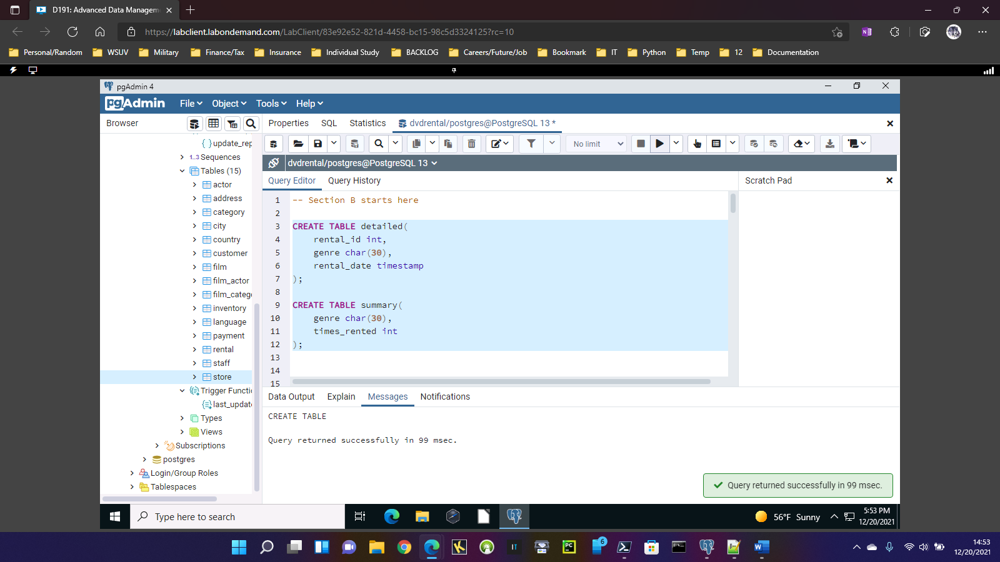 D191: Advanced Data Managem
https://labclient.labondemand.com/LabClient/83e92e52-821d-4458-bc15-98c5d3324125?rc=10
Personal/Random WSUV Military Finance/Tax Insurance Individual Study BACKLOG Careers/Future/Job Bookmark IT Python Temp 12 Documentation
pgAdmin 4
pgAdmin File Object Tools Help
Browser
Properties SQL Statistics dvdrental/postgres@PostgreSQL 13 *
No limit
dvdrental/postgres@PostgreSQL 13
Query Editor Query History
Scratch Pad
{ }update_rep
1..3 Sequences
Tables (15)
actor
address
category
city
country
customer
film
film_actor
film_catego
inventory
language
payment
rental
staff
store
Trigger Functio
last_update
Types
Views
Subscriptions
postgres
Login/Group Roles
Tablespaces
1 -- Section B starts here
2
3 CREATE TABLE detailed(
4 rental_id int,
5 genre char(30),
6 rental_date timestamp
7 );
8
9 CREATE TABLE summary(
10 genre char(30),
11 times_rented int
12 );
13
14
15
Data Output Explain Messages Notifications
CREATE TABLE
Query returned successfully in 99 msec.
Query returned successfully in 99 msec.
Type here to search
56°F Sunny
5:53 PM
12/20/2021
IT
PC
6
14:53
12/20/2021